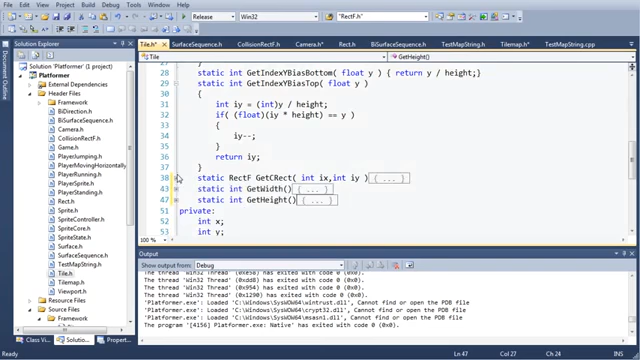 File Edit View Project Build Debug Tools Window Help
Release Win32 "RectF.h"
Solution Explorer
Tile.h* SurfaceSequence.h CollisionRectF.h Camera.h Rect.h BiSurfaceSequence.h TestMapString.h Tilemap.h* TestMapString.cpp
Tile GetHeight()
Solution 'Platformer'
Platformer
External Dependencies
Header Files
Framework
BiDirection.h
BiSurfaceSequence.h
Camera.h
CollisionRectF.h
PlayerJumping.h
PlayerMovingHorizontally
PlayerSprite.h
PlayerStanding.h
Rect.h
SpriteController.h
SpriteDirection.h
Surface.h
SurfaceSequence.h
TestMapString.h
Tile.h
Tilemap.h
Viewport.h
Resource Files
Source Files
Framework
28 static int GetIndexYBiasBottom( float y ) { return y / height;}
29 static int GetIndexYBiasTop( float y )
30 {
31 int iy = (int)y / height;
32 if( (float)(iy * height) == y )
33 {
34 iy--;
35 }
36 return iy;
37 }
38 static RectF GetCRect( int ix,int iy ){ ... }
43 static int GetWidth(){ ... }
47 static int GetHeight(){ ... }
51 private:
52 int x;
53 int y;
100 %
Output
Show output from: Debug
The thread 'Win32 Thread' (0xe58) has exited with code 0 (0x0).
The thread 'Win32 Thread' (0xdd8) has exited with code 0 (0x0).
The thread 'Win32 Thread' (0x954) has exited with code 0 (0x0).
The thread 'Win32 Thread' (0x1290) has exited with code 0 (0x0).
'Platformer.exe': Loaded 'C:\Windows\SysWOW64\wintrust.dll', Cannot find or open the PDB file
'Platformer.exe': Loaded 'C:\Windows\SysWOW64\crypt32.dll', Cannot find or open the PDB file
'Platformer.exe': Loaded 'C:\Windows\SysWOW64\msasn1.dll', Cannot find or open the PDB file
The program '[4156] Platformer.exe: Native' has exited with code 0 (0x0).
Class Vi... Solutio... Propert...
Ready Ln 47 Col 27 Ch 24 INS
Document Outline